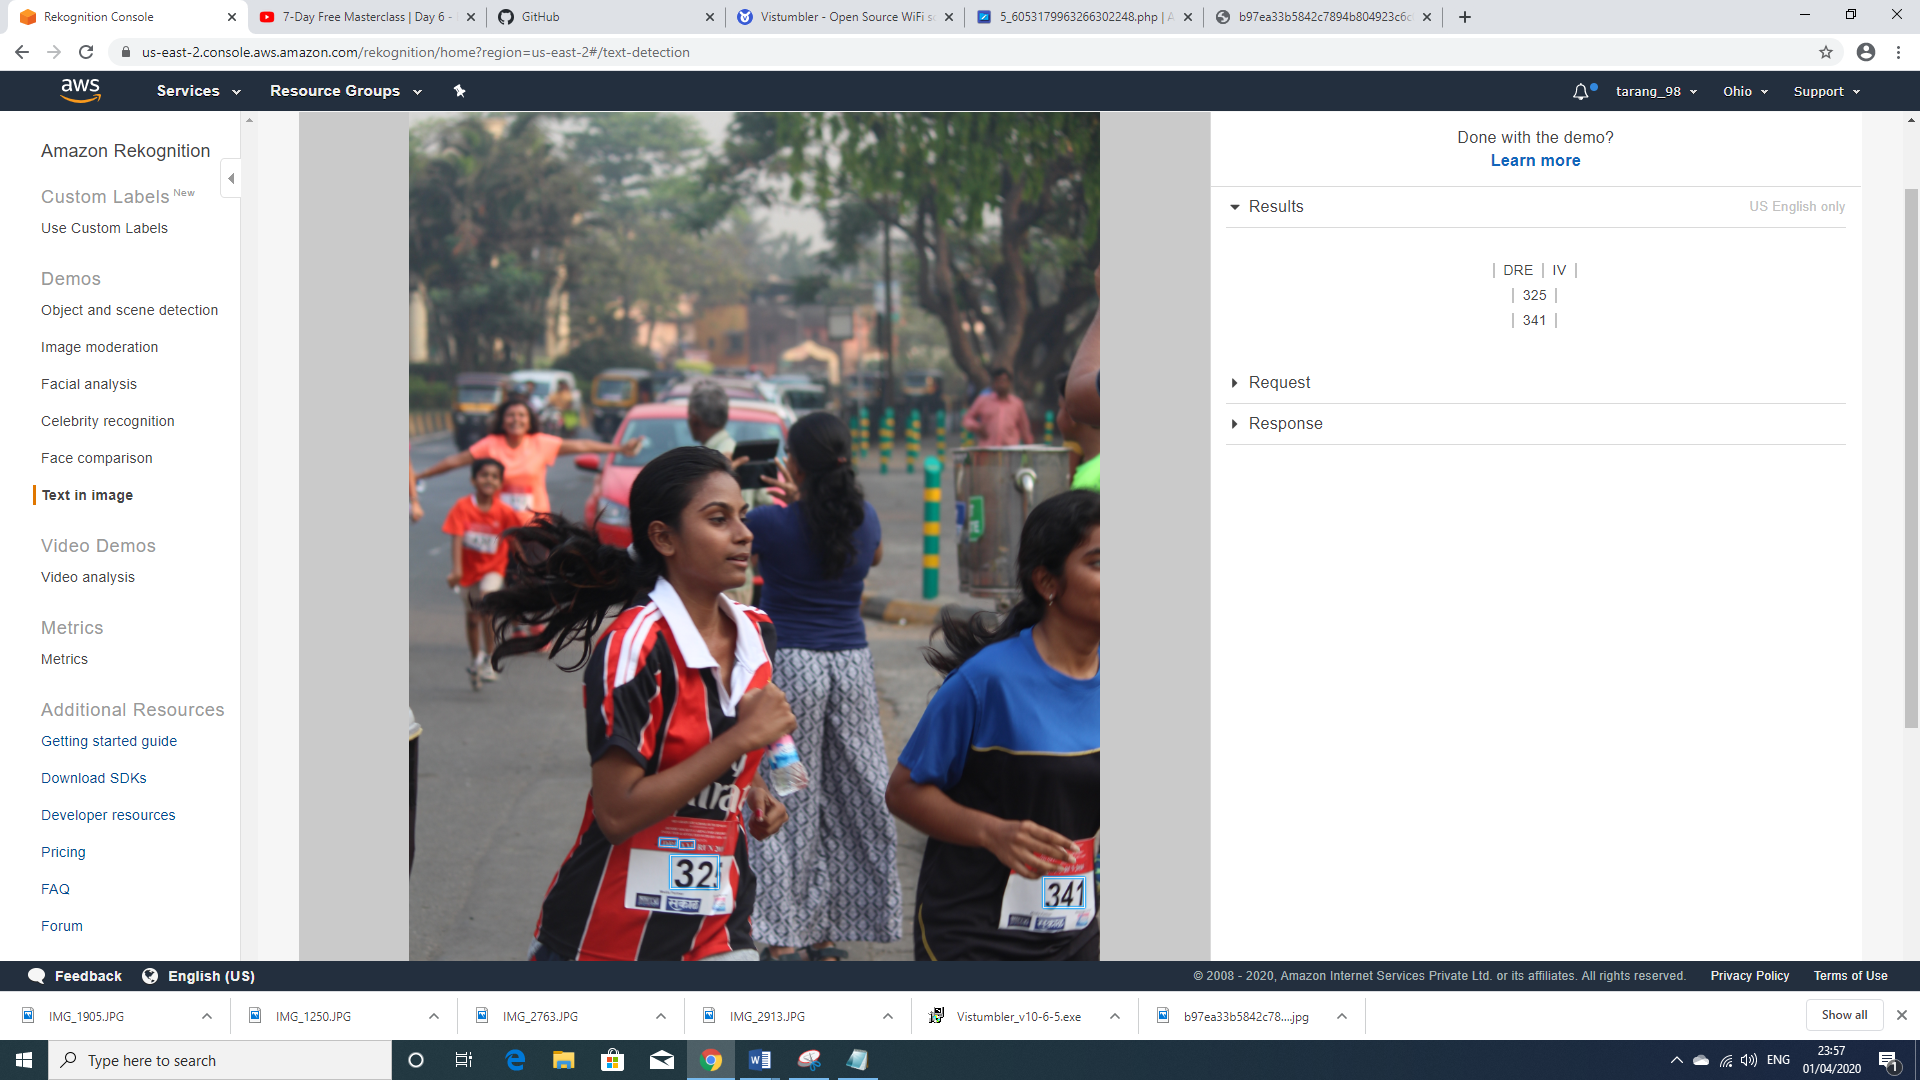 Rekognition Console
7-Day Free Masterclass | Day 6 -
GitHub
Vistumbler - Open Source WiFi s
5_6053179963266302248.php | A
b97ea33b5842c7894b804923c6c
us-east-2.console.aws.amazon.com/rekognition/home?region=us-east-2#/text-detection
aws
Services
Resource Groups
tarang_98
Ohio
Support
Amazon Rekognition
Custom Labels New
Use Custom Labels
Demos
Object and scene detection
Image moderation
Facial analysis
Celebrity recognition
Face comparison
Text in image
Video Demos
Video analysis
Metrics
Metrics
Additional Resources
Getting started guide
Download SDKs
Developer resources
Pricing
FAQ
Forum
325
सकाळ
341
Done with the demo?
Learn more
Results
US English only
| DRE | IV |
| 325 |
| 341 |
Request
Response
Feedback
English (US)
© 2008 - 2020, Amazon Internet Services Private Ltd. or its affiliates. All rights reserved.
Privacy Policy
Terms of Use
IMG_1905.JPG
IMG_1250.JPG
IMG_2763.JPG
IMG_2913.JPG
Vistumbler_v10-6-5.exe
b97ea33b5842c78....jpg
Show all
Type here to search
ENG
23:57
01/04/2020
1